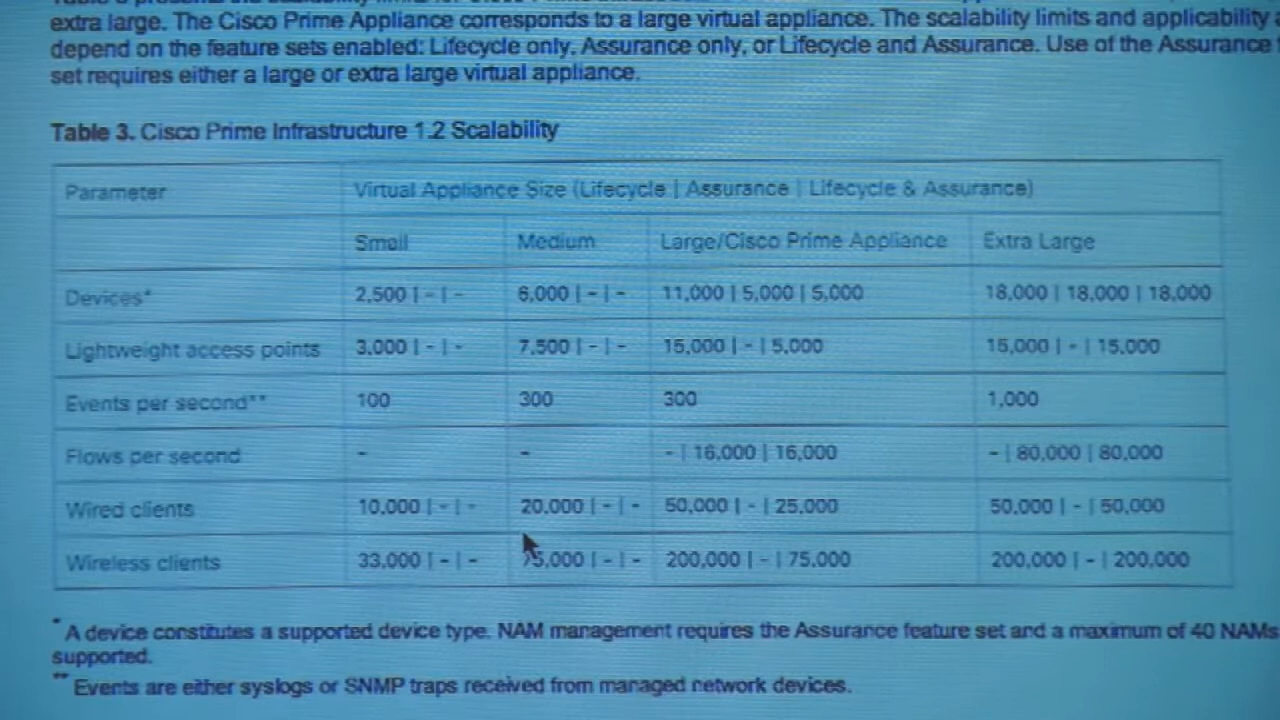 extra large. The Cisco Prime Appliance corresponds to a large virtual appliance. The scalability limits and applicability
depend on the feature sets enabled: Lifecycle only, Assurance only, or Lifecycle and Assurance. Use of the Assurance
set requires either a large or extra large virtual appliance.
Table 3. Cisco Prime Infrastructure 1.2 Scalability
Parameter Virtual Appliance Size (Lifecycle | Assurance | Lifecycle & Assurance)
Small Medium Large/Cisco Prime Appliance Extra Large
Devices* 2,500 | - | - 6,000 | - | - 11,000 | 5,000 | 5,000 18,000 | 18,000 | 18,000
Lightweight access points 3,000 | - | - 7,500 | - | - 15,000 | - | 5,000 15,000 | - | 15,000
Events per second** 100 300 300 1,000
Flows per second - - - | 16,000 | 16,000 - | 80,000 | 80,000
Wired clients 10,000 | - | - 20,000 | - | - 50,000 | - | 25,000 50,000 | - | 50,000
Wireless clients 33,000 | - | - 5,000 | - | - 200,000 | - | 75,000 200,000 | - | 200,000
* A device constitutes a supported device type. NAM management requires the Assurance feature set and a maximum of 40 NAMs
supported.
** Events are either syslogs or SNMP traps received from managed network devices.